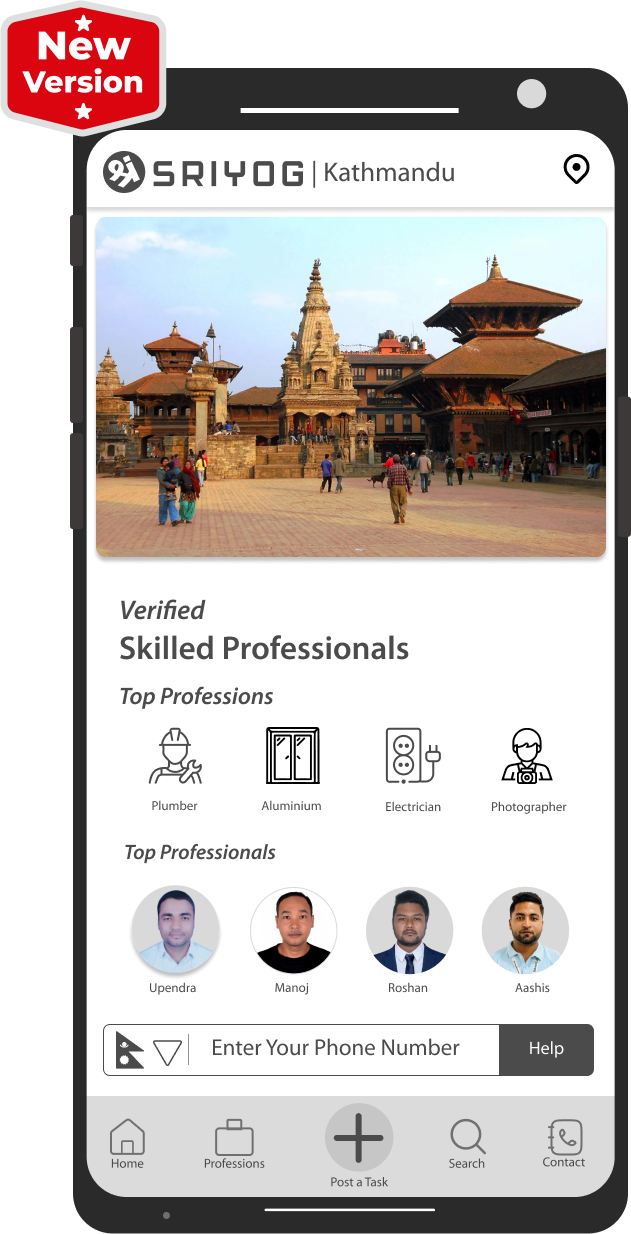 New
Version
SRIYOG | Kathmandu
Verified
Skilled Professionals
Top Professions
Plumber
Aluminium
Electrician
Photographer
Top Professionals
Upendra
Manoj
Roshan
Aashis
Enter Your Phone Number
Help
Home
Professions
Post a Task
Search
Contact